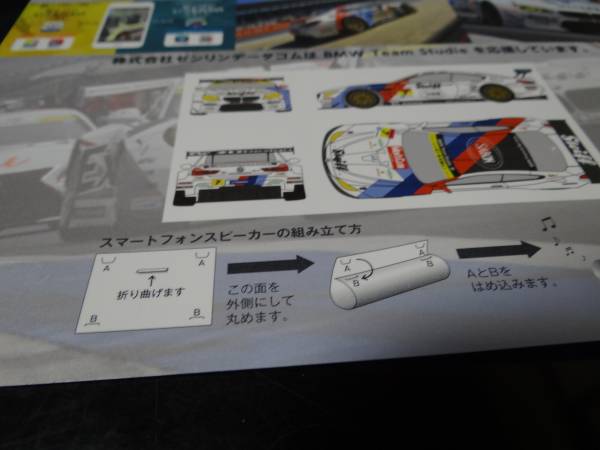 株式会社ゼンリンデータコムは BMW Team Studie を応援しています。
Steiff
7
スマートフォンスピーカーの組み立て方
A A
折り曲げます
B B
この面を
外側にして
丸めます。
A A
B B
AとBを
はめ込みます。